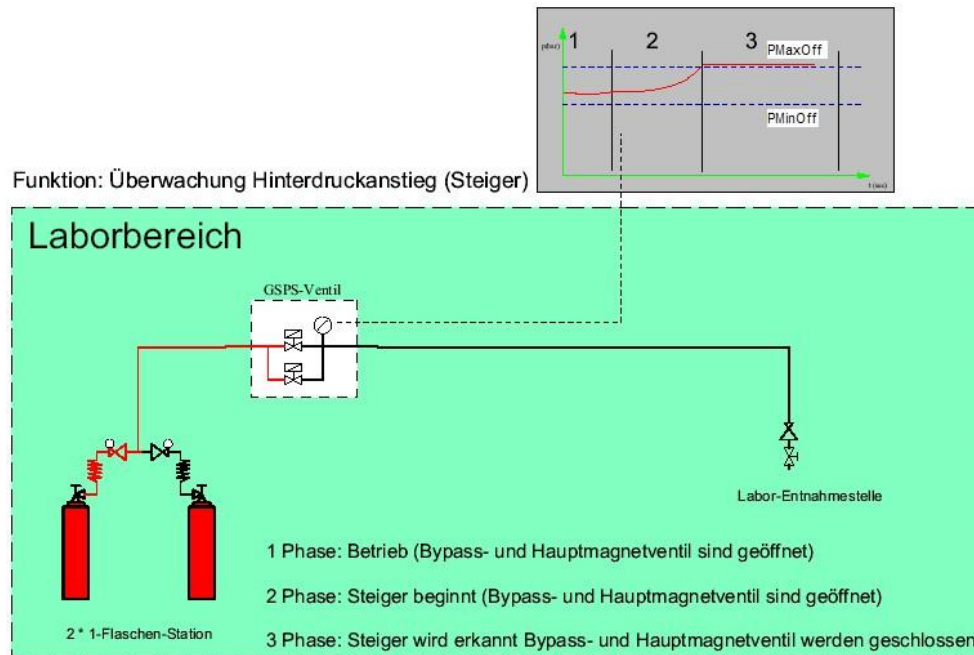 p(bar)
1 2 3
PMaxOff
PMinOff
t (sec)
Funktion: Überwachung Hinterdruckanstieg (Steiger)
Laborbereich
GSPS-Ventil
Labor-Entnahmestelle
1 Phase: Betrieb (Bypass- und Hauptmagnetventil sind geöffnet)
2 Phase: Steiger beginnt (Bypass- und Hauptmagnetventil sind geöffnet)
2 * 1-Flaschen-Station
3 Phase: Steiger wird erkannt Bypass- und Hauptmagnetventil werden geschlossen